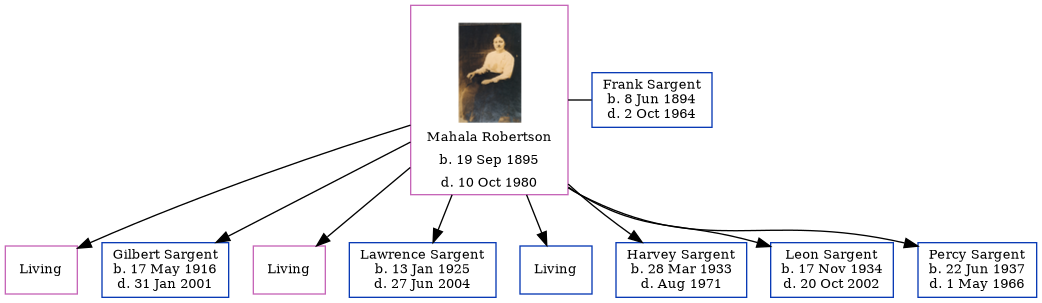 Mahala Robertson
b. 19 Sep 1895
d. 10 Oct 1980
Frank Sargent
b. 8 Jun 1894
d. 2 Oct 1964
Living
Gilbert Sargent
b. 17 May 1916
d. 31 Jan 2001
Living
Lawrence Sargent
b. 13 Jan 1925
d. 27 Jun 2004
Living
Harvey Sargent
b. 28 Mar 1933
d. Aug 1971
Leon Sargent
b. 17 Nov 1934
d. 20 Oct 2002
Percy Sargent
b. 22 Jun 1937
d. 1 May 1966